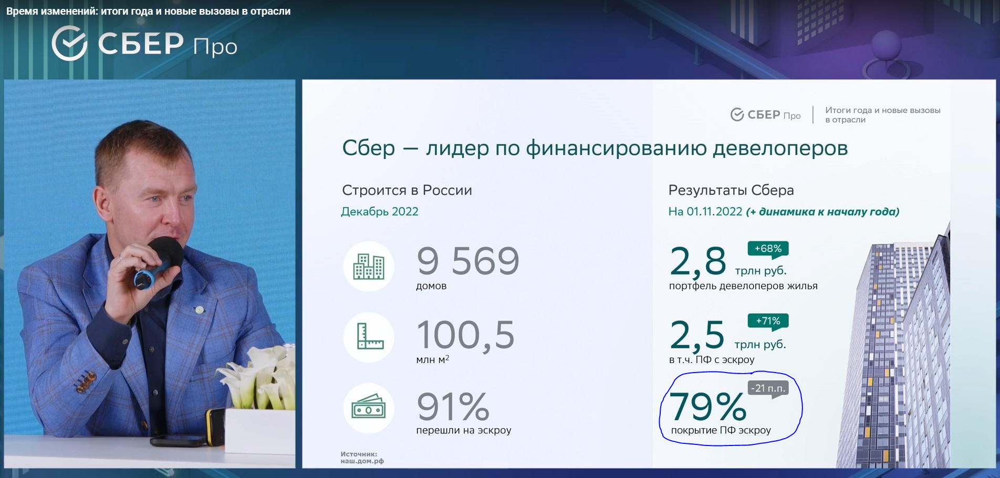 Время изменений: итоги года и новые вызовы в отрасли
СБЕР Про
СБЕР Про
Итоги года и новые вызовы
в отрасли
Сбер — лидер по финансированию девелоперов
Строится в России
Декабрь 2022
9 569
домов
100,5
млн м²
91%
перешли на эскроу
Источник:
наш.дом.рф
Результаты Сбера
На 01.11.2022 (+ динамика к началу года)
2,8 трлн руб.
+68%
портфель девелоперов жилья
2,5 трлн руб.
+71%
в т.ч. ПФ с эскроу
79%
-21 п.п.
покрытие ПФ эскроу